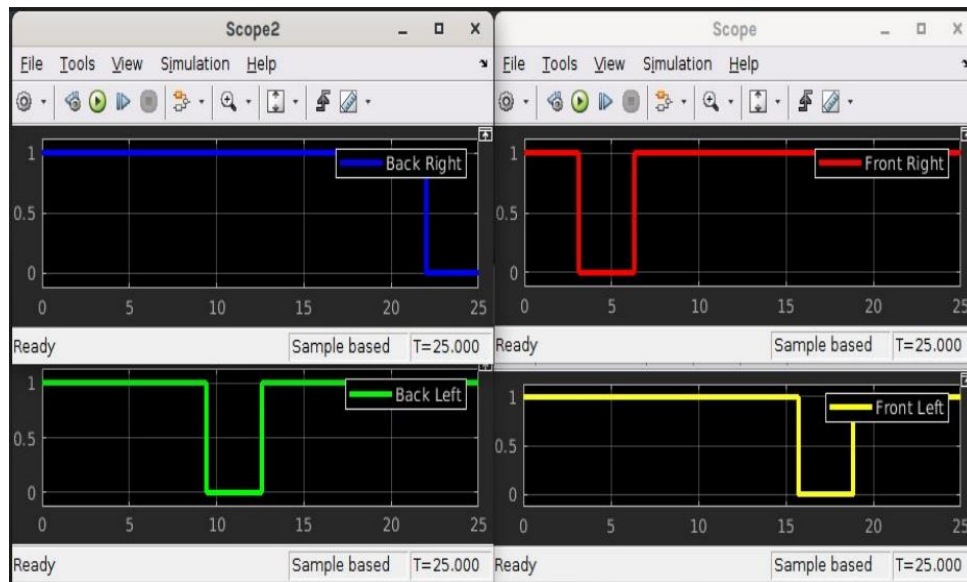 Scope2
File Tools View Simulation Help
Back Right
1
0.5
0
0 5 10 15 20 25
Ready Sample based T=25.000
Scope
File Tools View Simulation Help
Front Right
1
0.5
0
0 5 10 15 20 25
Ready Sample based T=25.000
Back Left
1
0.5
0
0 5 10 15 20 25
Ready Sample based T=25.000
Front Left
1
0.5
0
0 5 10 15 20 25
Ready Sample based T=25.000